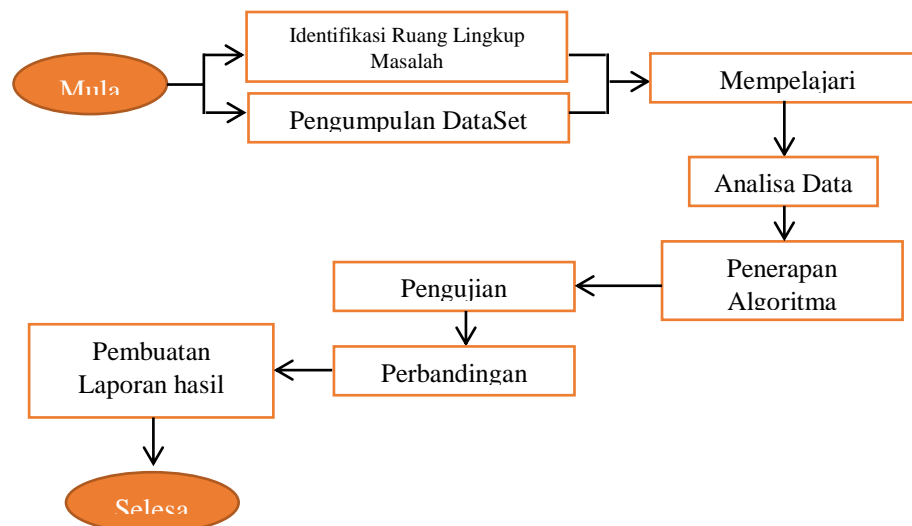 Mula
Identifikasi Ruang Lingkup
Masalah
Pengumpulan DataSet
Mempelajari
Analisa Data
Penerapan
Algoritma
Pengujian
Perbandingan
Pembuatan
Laporan hasil
Selesa